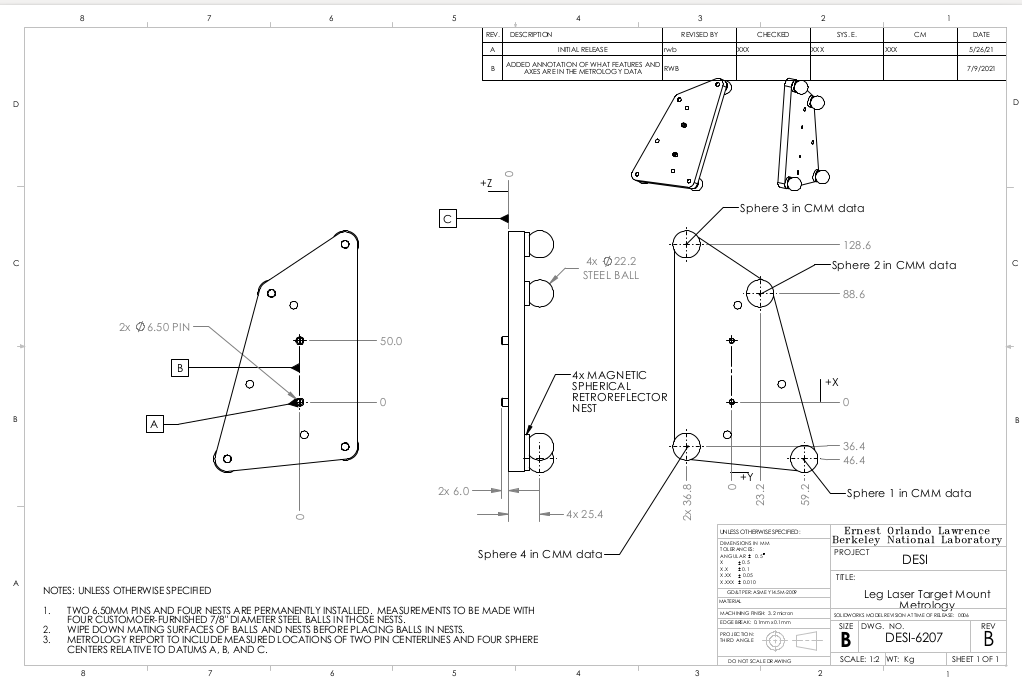 8 7 6 5 4 3 2 1
REV. DESCRIPTION REVISED BY CHECKED SYS. E. CM DATE
A INITIAL RELEASE rwb XXX XXX XXX 5/26/21
B ADDED ANNOTATION OF WHAT FEATURES AND AXES ARE IN THE METROLOGY DATA RWB 7/9/2021
D D
+Z 0
C
Sphere 3 in CMM data
128.6
C C
4x Ø22.2
STEEL BALL
Sphere 2 in CMM data
88.6
2x Ø6.50 PIN
50.0
B
4x MAGNETIC
SPHERICAL
RETROREFLECTOR
NEST
+X
0
0
A
B B
36.4
46.4
+Y
2x 6.0
2x 36.8
0
23.2
59.2
Sphere 1 in CMM data
0
4x 25.4
Sphere 4 in CMM data
A
NOTES: UNLESS OTHERWISE SPECIFIED
1. TWO 6.50MM PINS AND FOUR NESTS ARE PERMANENTLY INSTALLED. MEASUREMENTS TO BE MADE WITH
FOUR CUSTOMER-FURNISHED 7/8" DIAMETER STEEL BALLS IN THOSE NESTS.
2. WIPE DOWN MATING SURFACES OF BALLS AND NESTS BEFORE PLACING BALLS IN NESTS.
3. METROLOGY REPORT TO INCLUDE MEASURED LOCATIONS OF TWO PIN CENTERLINES AND FOUR SPHERE
CENTERS RELATIVE TO DATUMS A, B, AND C.
UNLESS OTHERWISE SPECIFIED:
DIMENSIONS IN MM
TOLERANCES:
ANGULAR ± 0.5°
X ±0.5
X.X ±0.1
X.XX ±0.05
X.XXX ±0.010
GD&T PER: ASME Y14.5M-2009
MATERIAL
MACHINING FINISH: 3.2 micron
EDGE BREAK: 0.1mm x 0.1mm
PROJECTION:
THIRD ANGLE
DO NOT SCALE DRAWING
Ernest Orlando Lawrence
Berkeley National Laboratory
PROJECT
DESI
TITLE:
Leg Laser Target Mount
Metrology
SOLIDWORKS MODEL REVISION AT TIME OF RELEASE: 0006
SIZE DWG. NO. REV
B DESI-6207 B
SCALE: 1:2 WT: Kg SHEET 1 OF 1
8 7 6 5 4 3 2 1